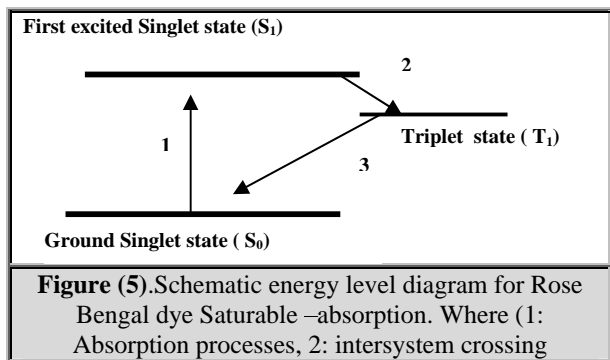 First excited Singlet state (S1)
2
1
Triplet state ( T1)
3
Ground Singlet state ( S0)
Figure (5).Schematic energy level diagram for Rose
Bengal dye Saturable –absorption. Where (1:
Absorption processes, 2: intersystem crossing